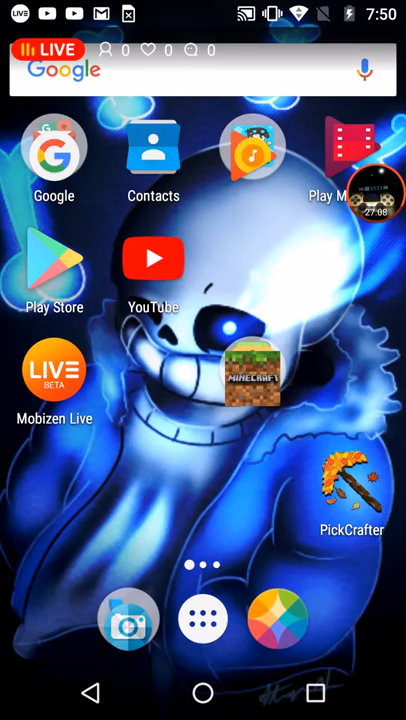 LIVE
7:50
LIVE 0 0 0
Google
Google
Contacts
Play M
-27:08
Play Store
YouTube
LIVE
BETA
MINECRAFT
Mobizen Live
PickCrafter